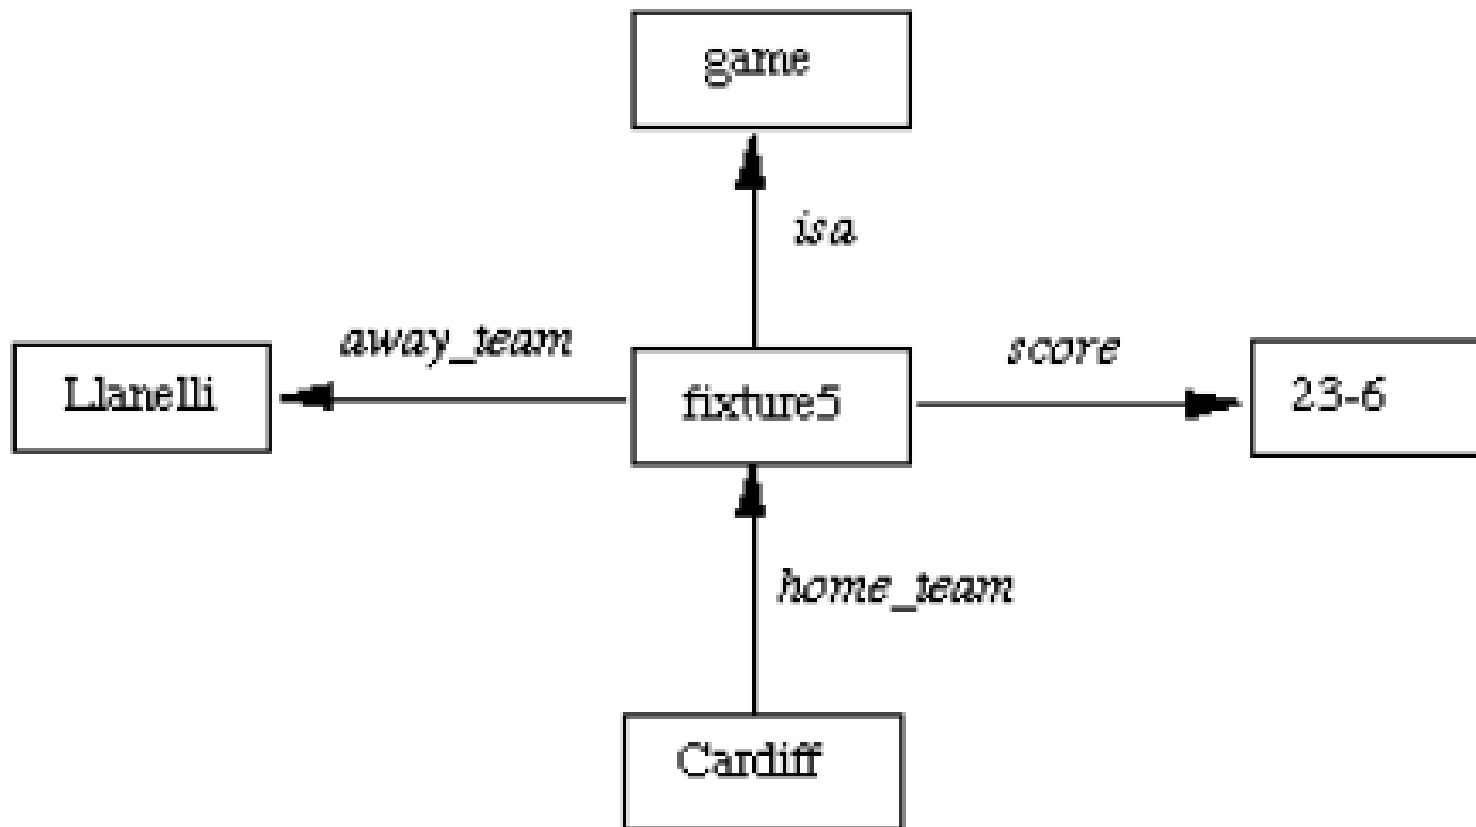 game
isa
away_team
score
Llanelli
fixture5
23-6
home_team
Cardiff